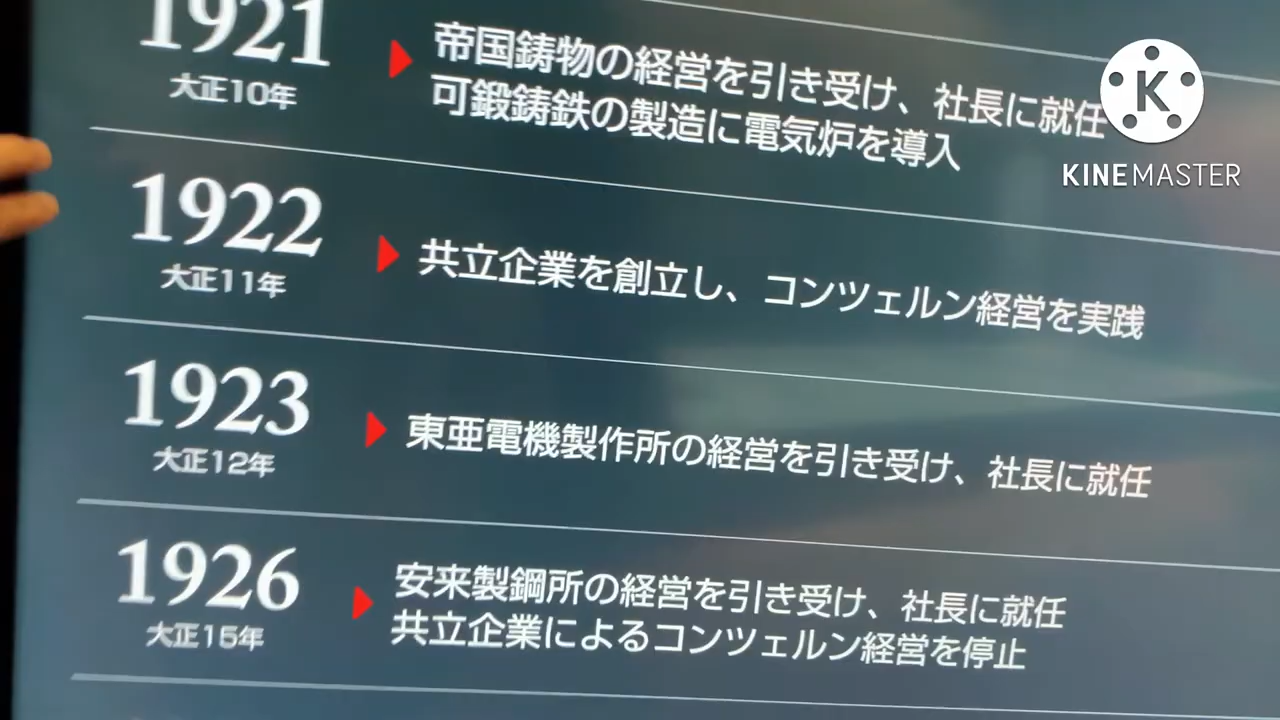 1921
大正10年
帝国鋳物の経営を引き受け、社長に就任
可鍛鋳鉄の製造に電気炉を導入
K
KINEMASTER
1922
大正11年
共立企業を創立し、コンツェルン経営を実践
1923
大正12年
東亜電機製作所の経営を引き受け、社長に就任
1926
大正15年
安来製鋼所の経営を引き受け、社長に就任
共立企業によるコンツェルン経営を停止